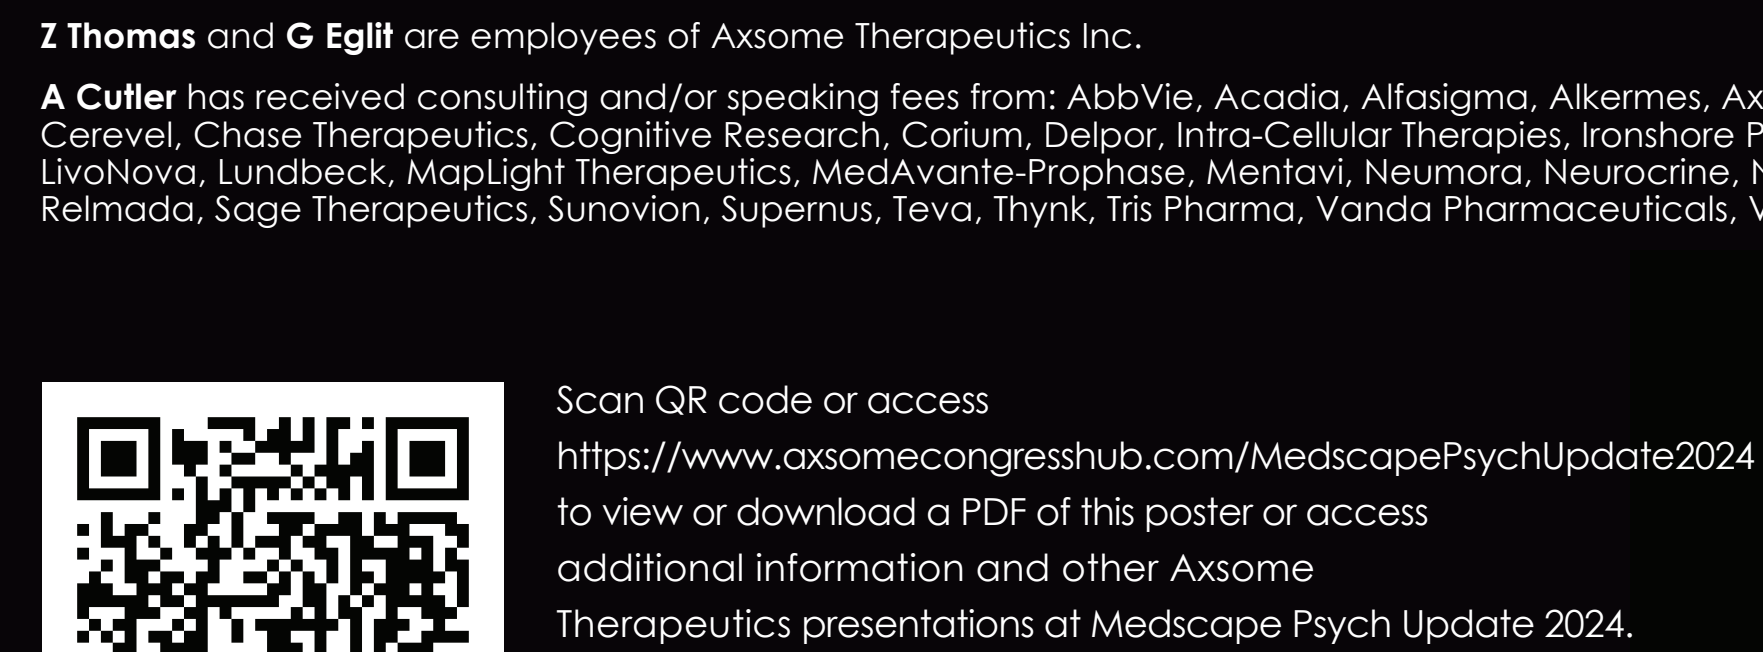 Z Thomas and G Eglit are employees of Axsome Therapeutics Inc.
A Cutler has received consulting and/or speaking fees from: AbbVie, Acadia, Alfasigma, Alkermes,
Cerevel, Chase Therapeutics, Cognitive Research, Corium, Delpor, Intra-Cellular Therapies, Ironshore
LivoNova, Lundbeck, MapLight Therapeutics, MedAvante-Prophase, Mentavi, Neumora, Neurocrine,
Relmada, Sage Therapeutics, Sunovion, Supernus, Teva, Thynk, Tris Pharma, Vanda Pharmaceuticals,
Scan QR code or access
https://www.axsomecongresshub.com/MedscapePsychUpdate2024
to view or download a PDF of this poster or access
additional information and other Axsome
Therapeutics presentations at Medscape Psych Update 2024.